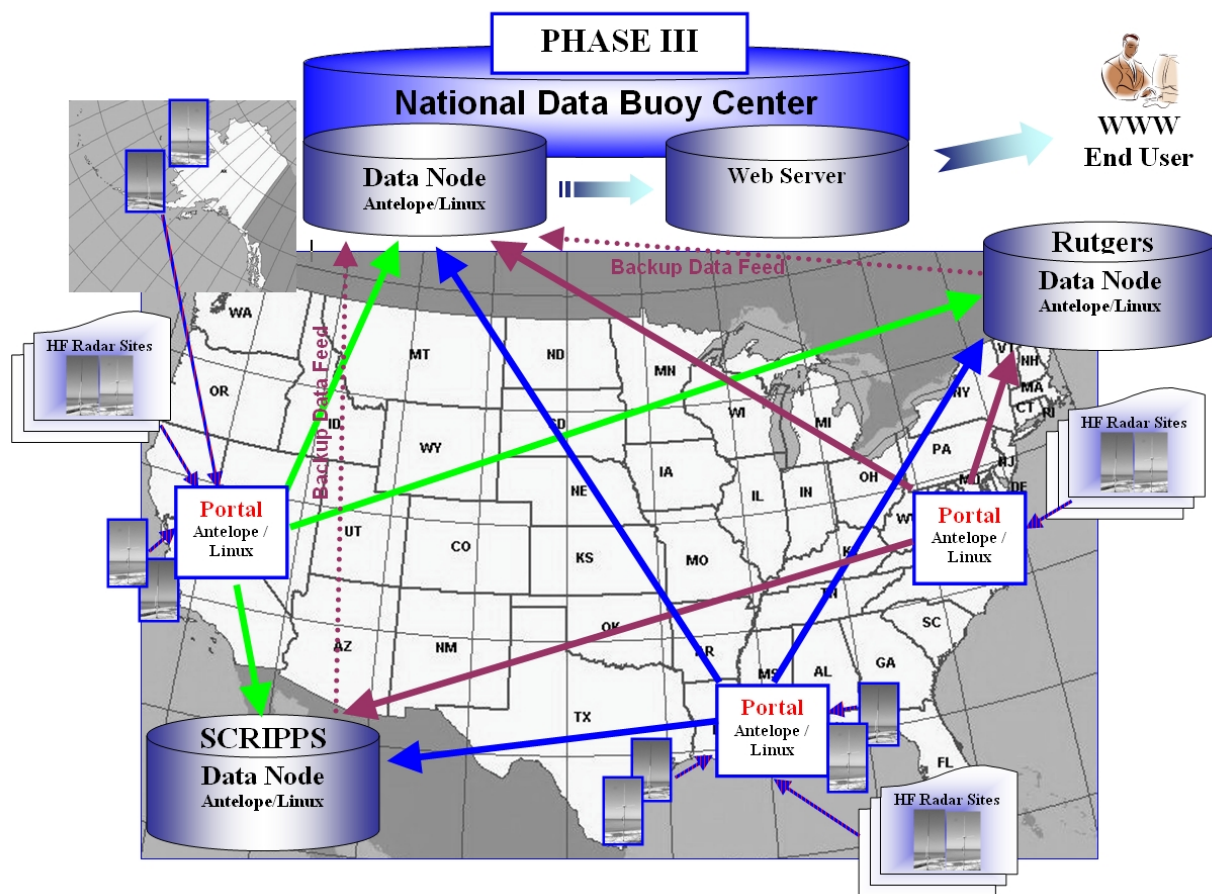 PHASE III
National Data Buoy Center
Data Node
Antelope/Linux
Web Server
WWW
End User
Rutgers
Data Node
Antelope/Linux
Backup Data Feed
Backup Data Feed
HF Radar Sites
HF Radar Sites
HF Radar Sites
Portal
Antelope /
Linux
Portal
Antelope /
Linux
Portal
Antelope /
Linux
SCRIPPS
Data Node
Antelope/Linux
WA
MT
ND
MN
OR
ID
WY
SD
WI
MI
NY
VT
NH
MA
CT
RI
PA
NJ
DE
IA
NE
IL
IN
OH
UT
CO
KS
MO
AZ
NM
OK
AR
TN
SC
MS
AL
GA
TX
FL